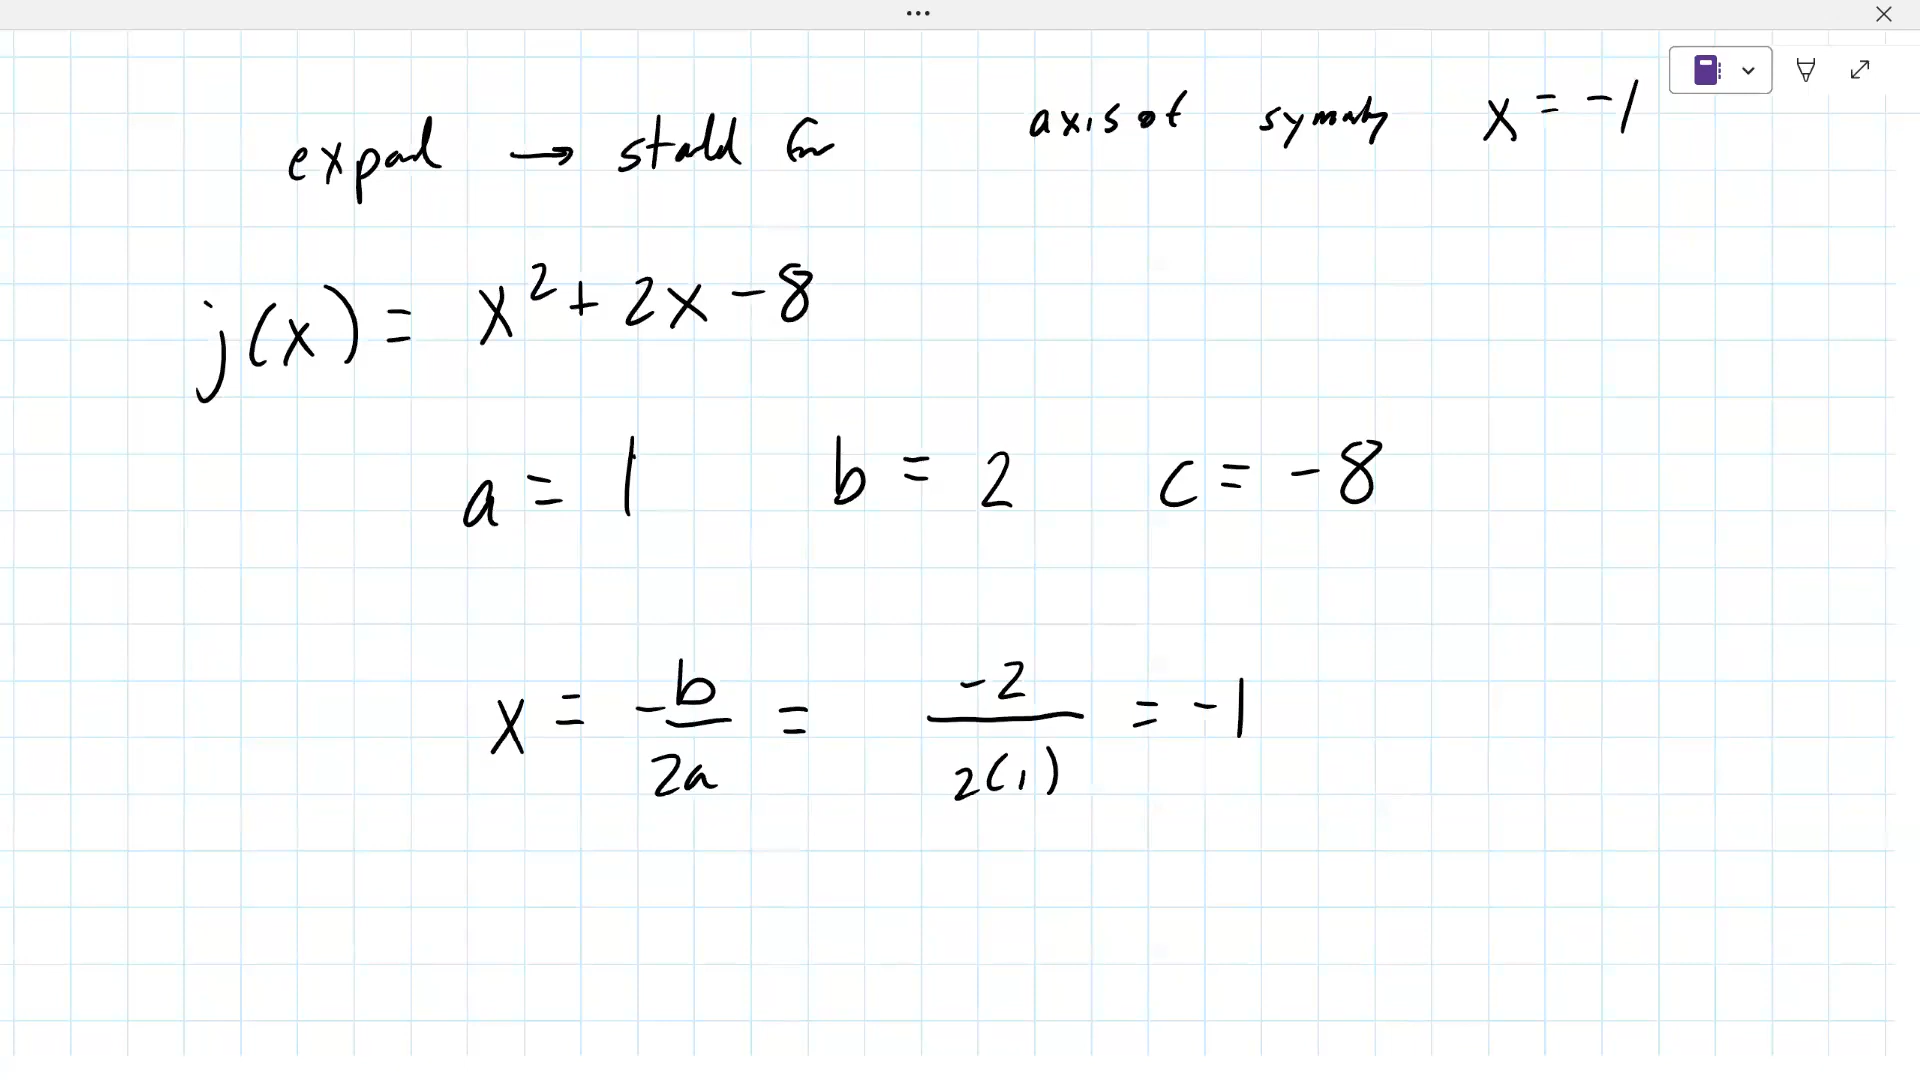 expand → standard form
axis of symmetry x = -1
j(x) = x² + 2x - 8
a = 1 b = 2 c = -8
x = -b/2a = -2/2(1) = -1